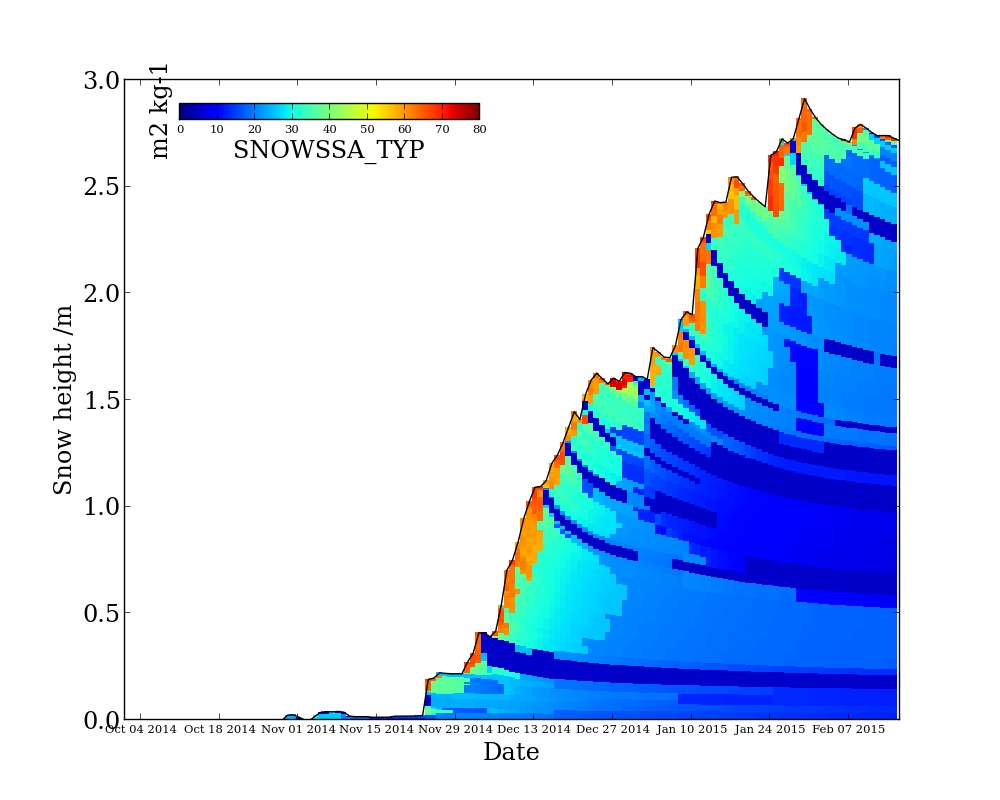 3.0
m2 kg-1
0 10 20 30 40 50 60 70 80
SNOWSSA_TYP
2.5
2.0
Snow height /m
1.5
1.0
0.5
0.0
Oct 04 2014 Oct 18 2014 Nov 01 2014 Nov 15 2014 Nov 29 2014 Dec 13 2014 Dec 27 2014 Jan 10 2015 Jan 24 2015 Feb 07 2015
Date